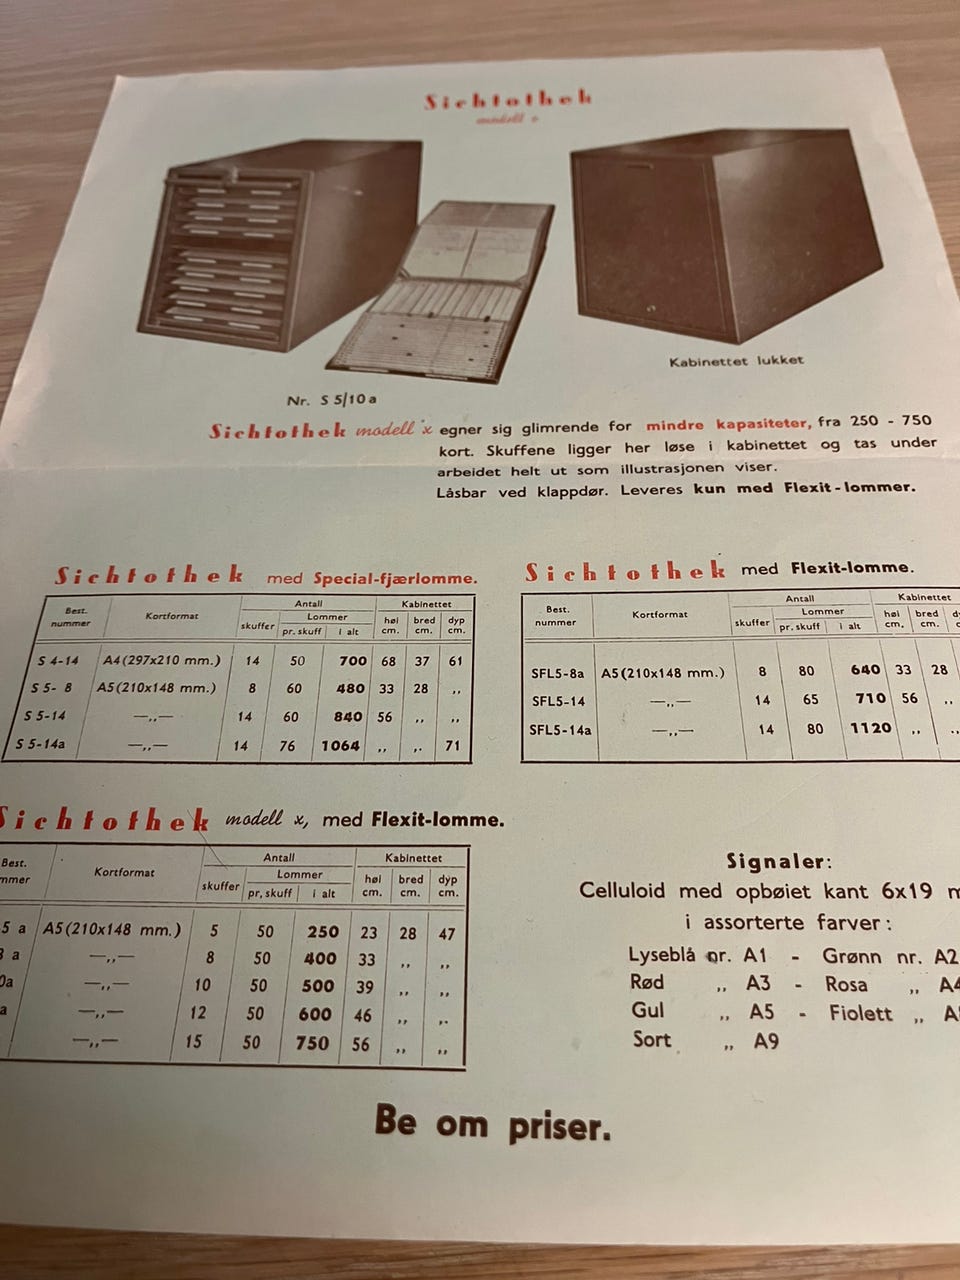 Sichtothek
modell x
Kabinettet lukket
Nr. S 5/10 a
Sichtothek modell x egner sig glimrende for mindre kapasiteter, fra 250 - 750
kort. Skuffene ligger her løse i kabinettet og tas under
arbeidet helt ut som illustrasjonen viser.
Låsbar ved klappdør. Leveres kun med Flexit-lommer.
Sichtothek med Special-fjærlomme.
Best. nummer Kortformat Antall Kabinettet
skuffer Lommer høi cm. bred cm. dyp cm.
pr. skuff i alt
S 4-14 A4 (297x210 mm.) 14 50 700 68 37 61
S 5- 8 A5 (210x148 mm.) 8 60 480 33 28 ,,
S 5-14 —,,— 14 60 840 56 ,, ,,
S 5-14a —,,— 14 76 1064 ,, ,, 71
Sichtothek med Flexit-lomme.
Best. nummer Kortformat Antall Kabinettet
skuffer Lommer høi cm. bred cm.
pr. skuff i alt
SFL5-8a A5 (210x148 mm.) 8 80 640 33 28
SFL5-14 —,,— 14 65 710 56 ,,
SFL5-14a —,,— 14 80 1120 ,, ,,
Sichtothek modell x, med Flexit-lomme.
Best. Kortformat Antall Kabinettet
skuffer Lommer høi cm. bred cm. dyp cm.
pr. skuff i alt
5 a A5 (210x148 mm.) 5 50 250 23 28 47
a —,,— 8 50 400 33 ,, ,,
0a —,,— 10 50 500 39 ,, ,,
a —,,— 12 50 600 46 ,, ,,
—,,— 15 50 750 56 ,, ,,
Signaler:
Celluloid med opbøiet kant 6x19
i assorterte farver:
Lyseblå nr. A1 - Grønn nr. A2
Rød ,, A3 - Rosa ,, A4
Gul ,, A5 - Fiolett ,,
Sort ,, A9
Be om priser.